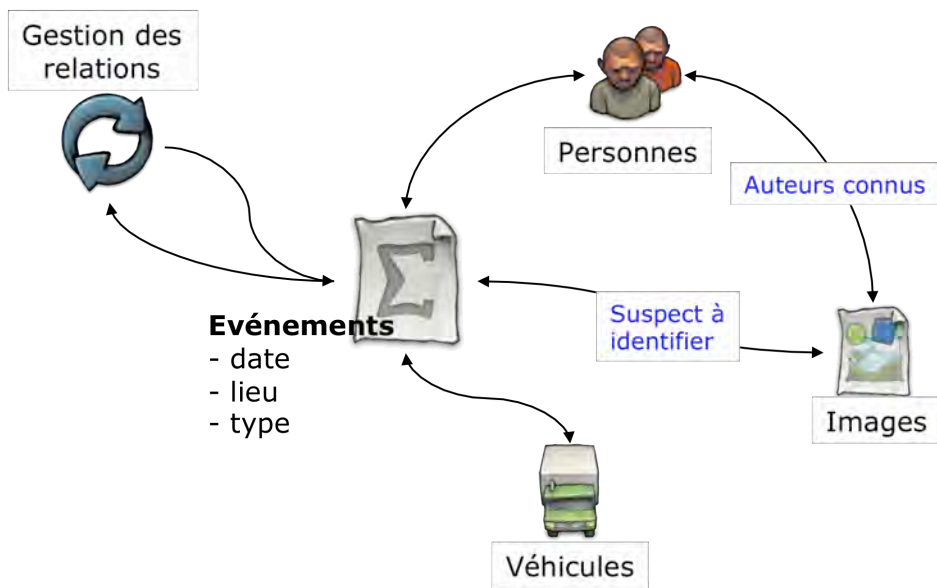 Gestion des
relations
Personnes
Auteurs connus
Suspect à
identifier
Evénements
- date
- lieu
- type
Images
Véhicules